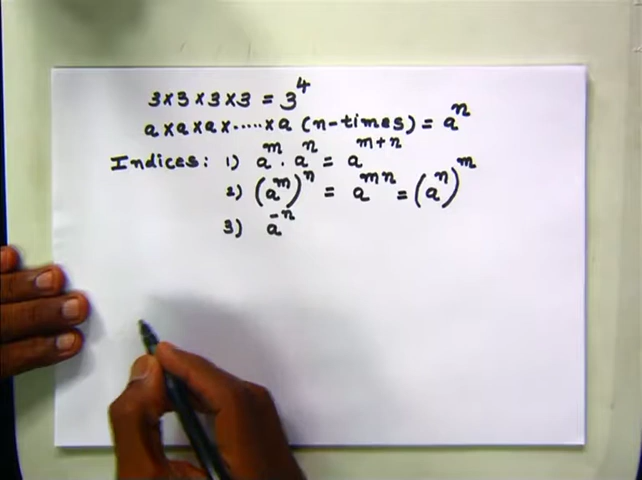 3×3×3×3 = 3⁴
a×a×a×.....×a (n-times) = aⁿ
Indices: 1) aᵐ · aⁿ = aᵐ⁺ⁿ
2) (aᵐ)ⁿ = aᵐⁿ = (aⁿ)ᵐ
3) a⁻ⁿ